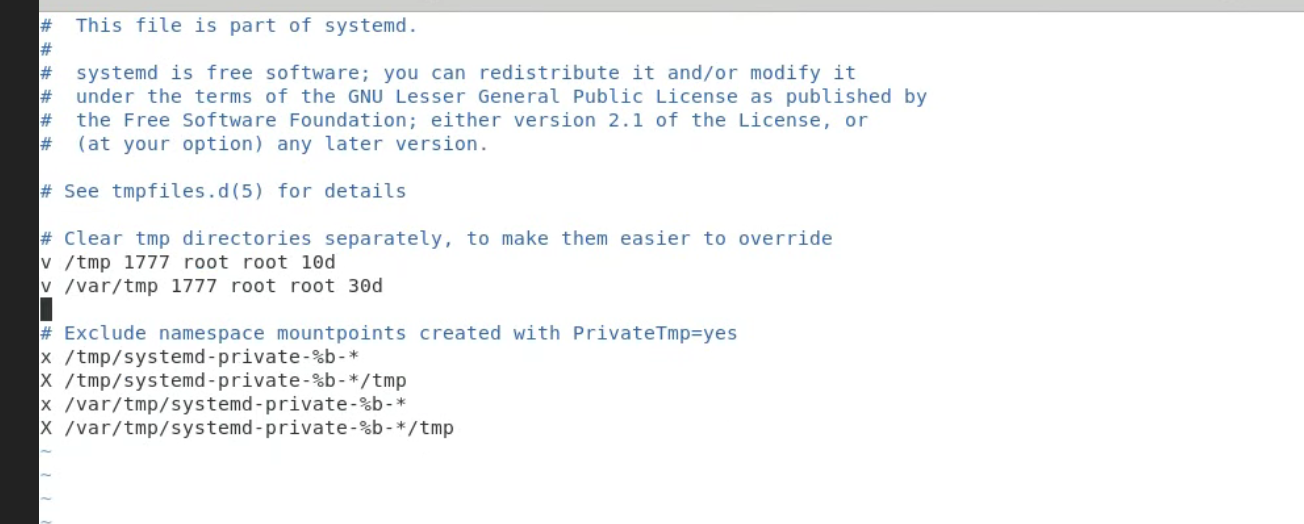 #  This file is part of systemd.
#
#  systemd is free software; you can redistribute it and/or modify it
#  under the terms of the GNU Lesser General Public License as published by
#  the Free Software Foundation; either version 2.1 of the License, or
#  (at your option) any later version.

# See tmpfiles.d(5) for details

# Clear tmp directories separately, to make them easier to override
v /tmp 1777 root root 10d
v /var/tmp 1777 root root 30d

# Exclude namespace mountpoints created with PrivateTmp=yes
x /tmp/systemd-private-%b-*
X /tmp/systemd-private-%b-*/tmp
x /var/tmp/systemd-private-%b-*
X /var/tmp/systemd-private-%b-*/tmp
~
~
~
~